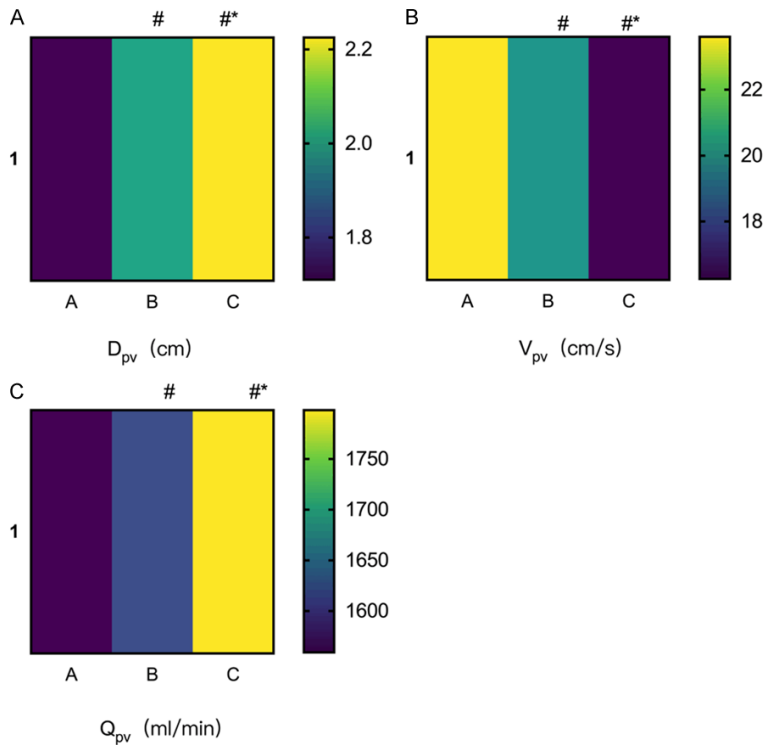 A
# #*
2.2
2.0
1.8
1
A B C
Dpv (cm)
B
# #*
22
20
18
1
A B C
Vpv (cm/s)
C
# #*
1750
1700
1650
1600
1
A B C
Qpv (ml/min)